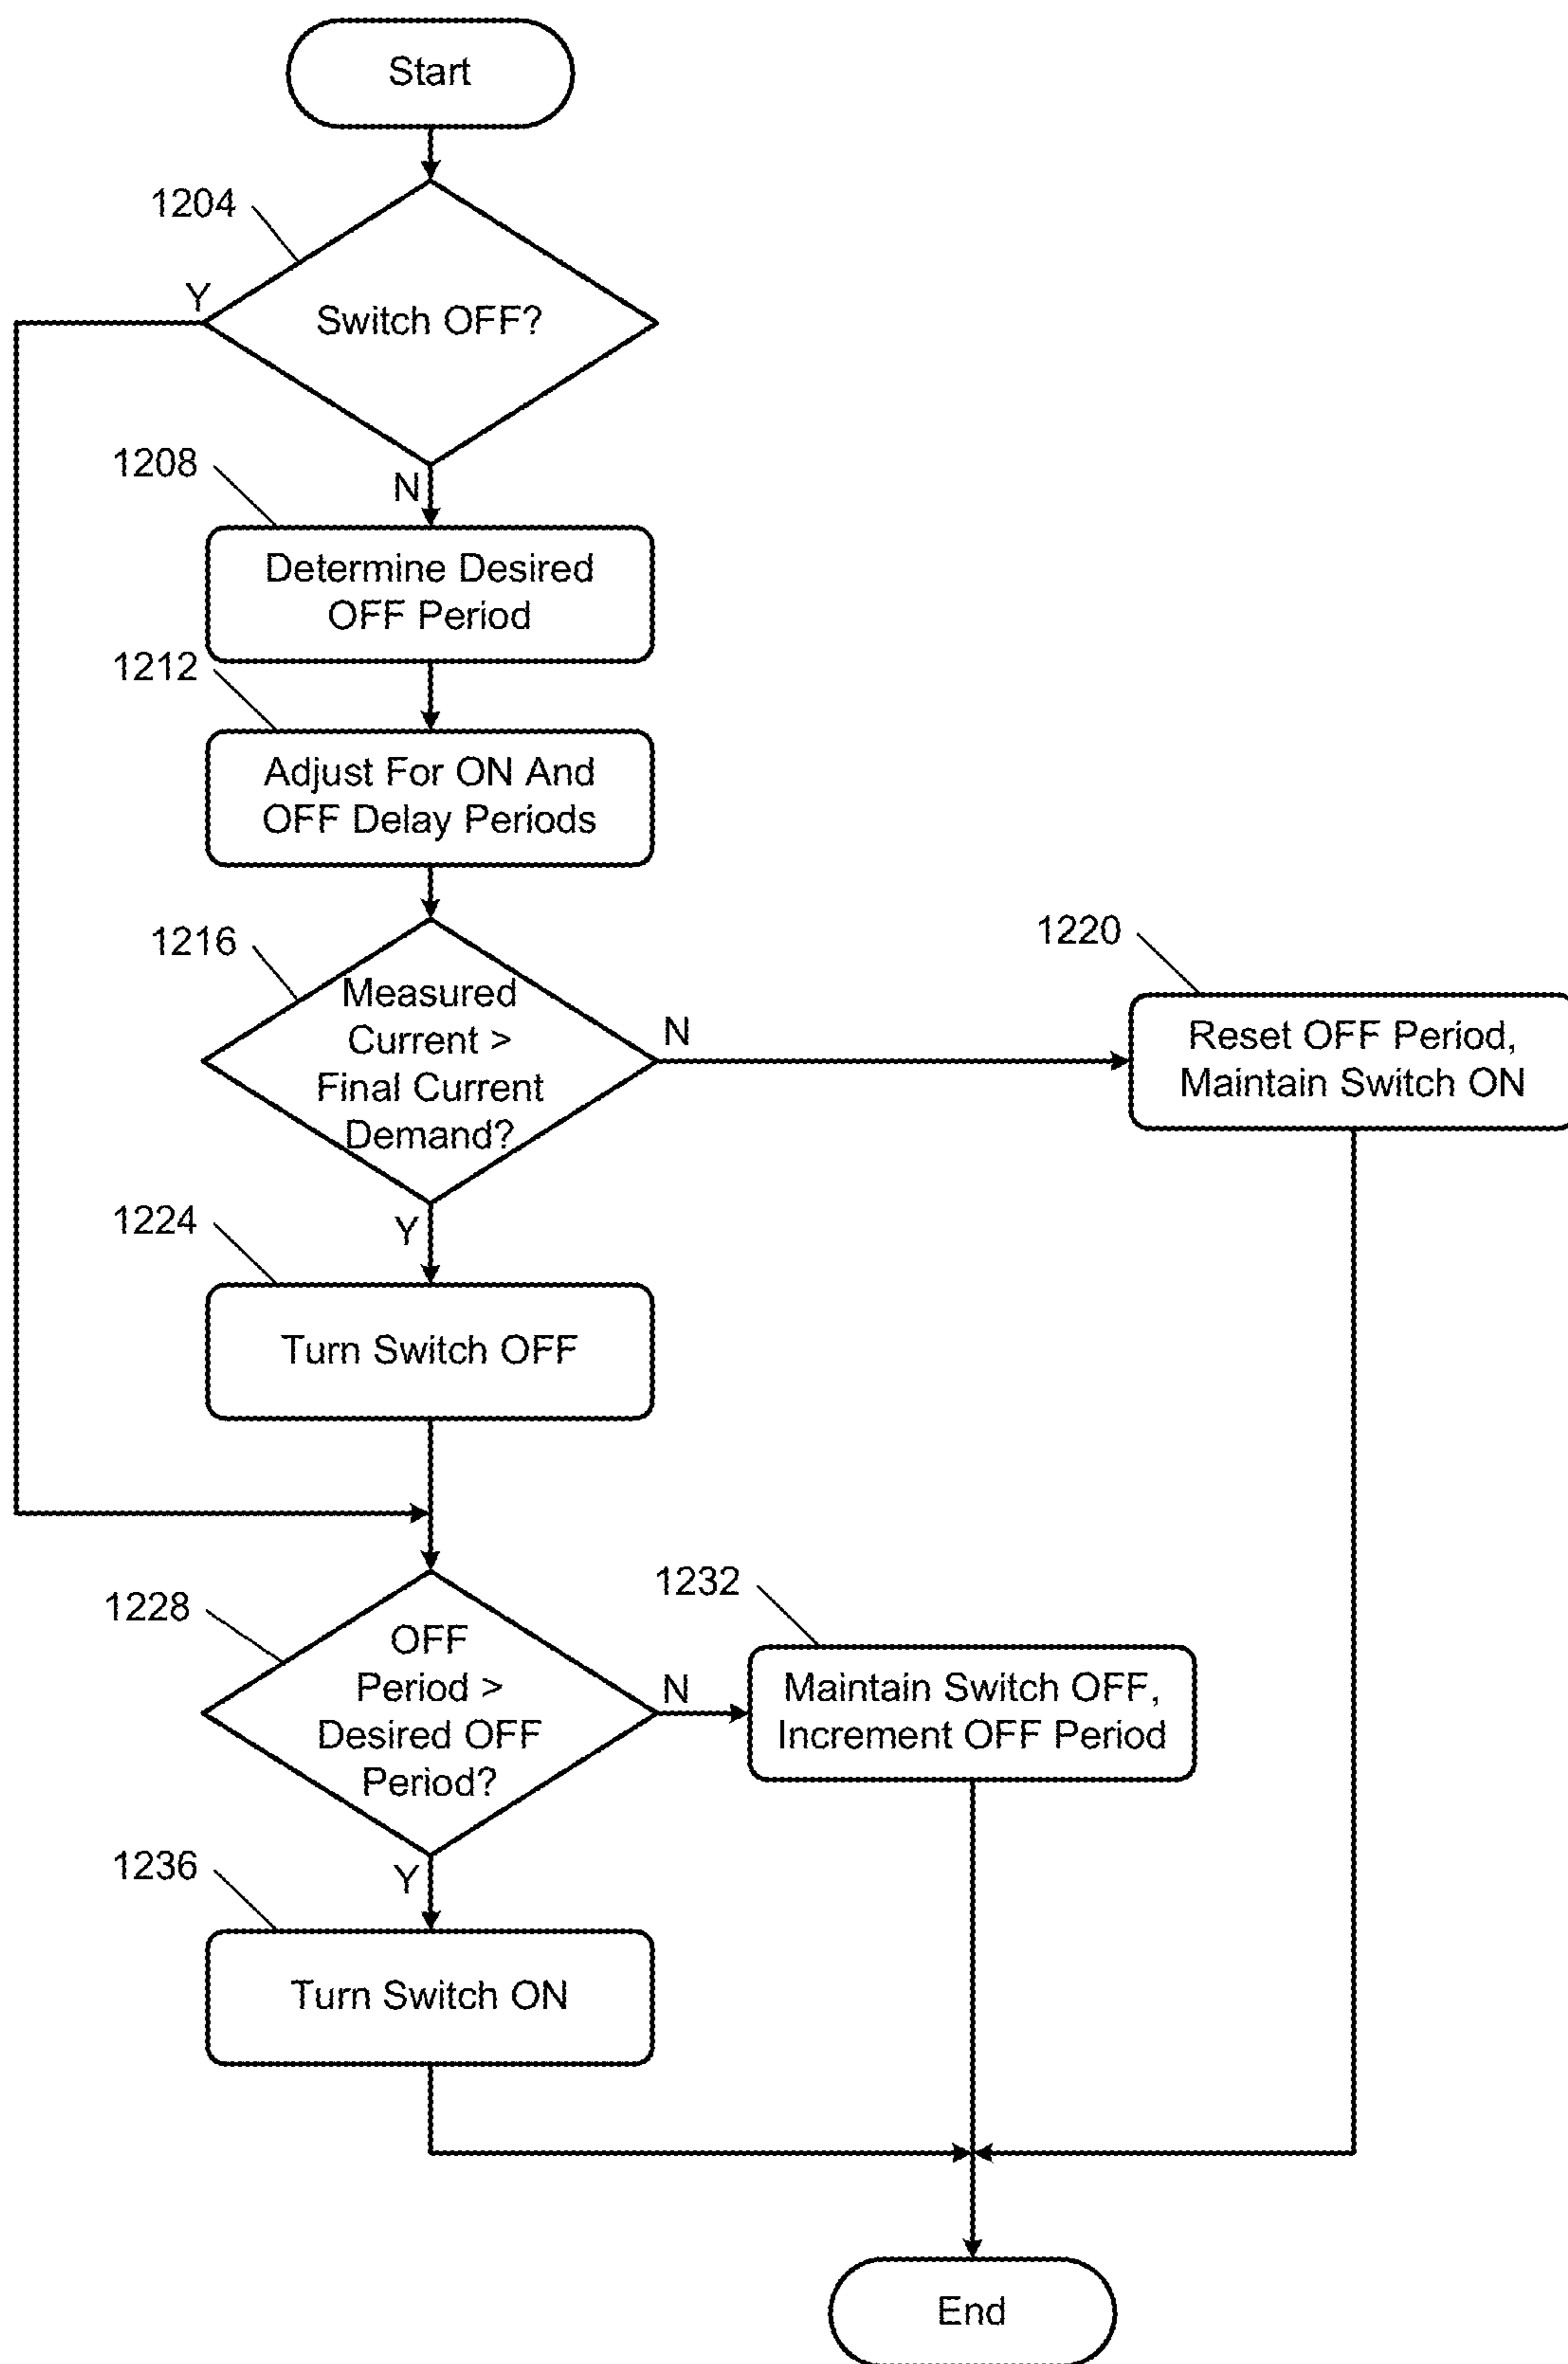 Start
1204
Y
Switch OFF?
1208
N
Determine Desired
OFF Period
1212
Adjust For ON And
OFF Delay Periods
1216
Measured
Current >
Final Current
Demand?
N
1220
Reset OFF Period,
Maintain Switch ON
1224
Y
Turn Switch OFF
1228
OFF
Period >
Desired OFF
Period?
N
1232
Maintain Switch OFF,
Increment OFF Period
1236
Y
Turn Switch ON
End